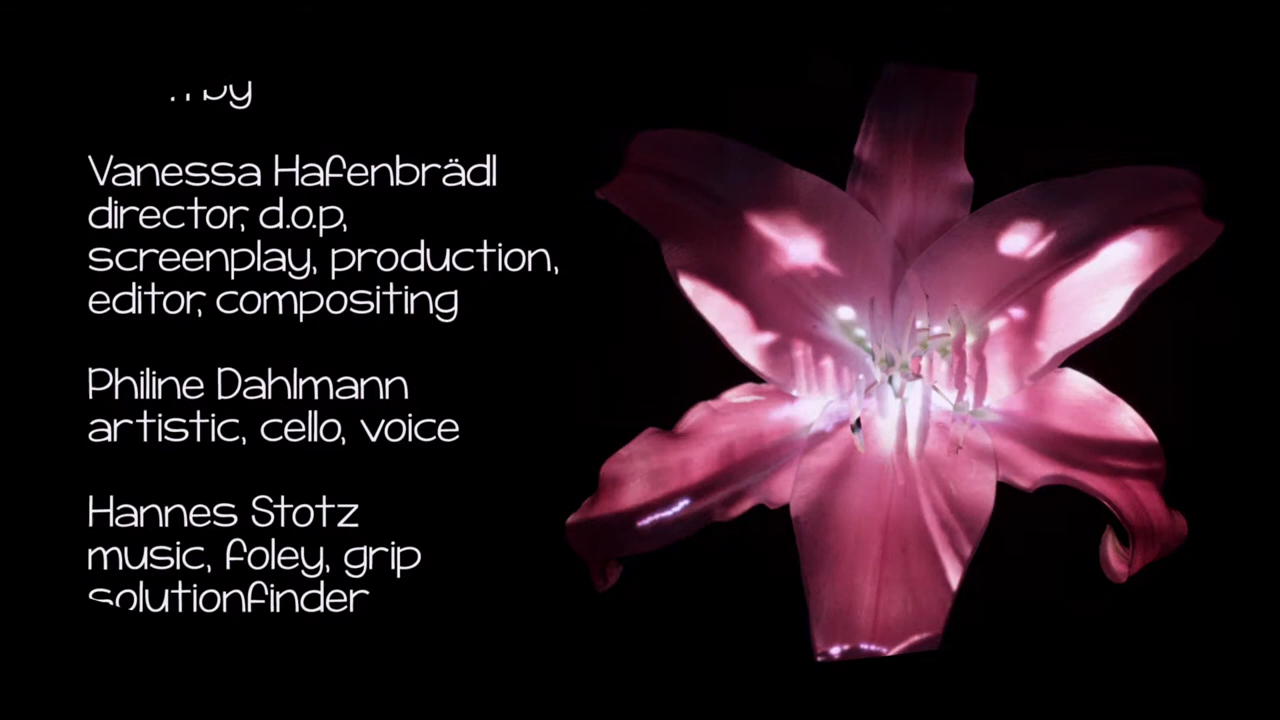 Vanessa Hafenbrädl
director, d.o.p,
screenplay, production,
editor, compositing
Philine Dahlmann
artistic, cello, voice
Hannes Stotz
music, foley, grip
solutionfinder